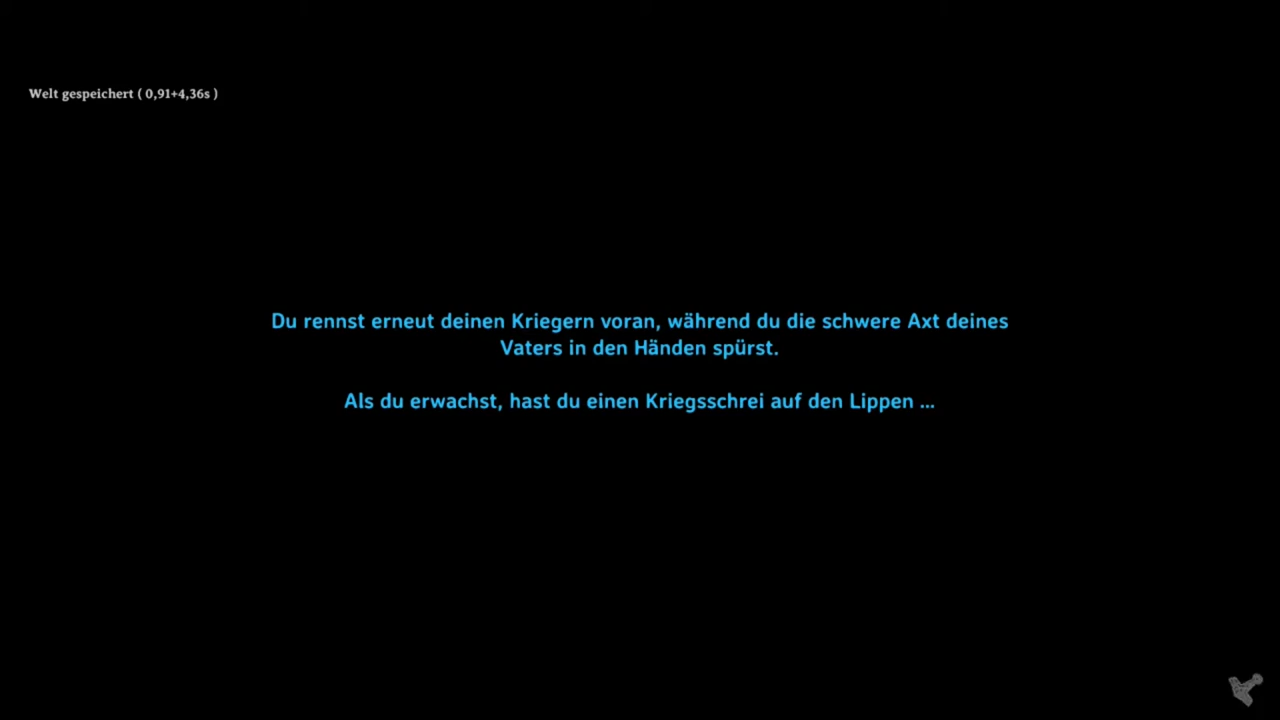 Welt gespeichert ( 0,91+4,36s )
Du rennst erneut deinen Kriegern voran, während du die schwere Axt deines
Vaters in den Händen spürst.
Als du erwachst, hast du einen Kriegsschrei auf den Lippen ...